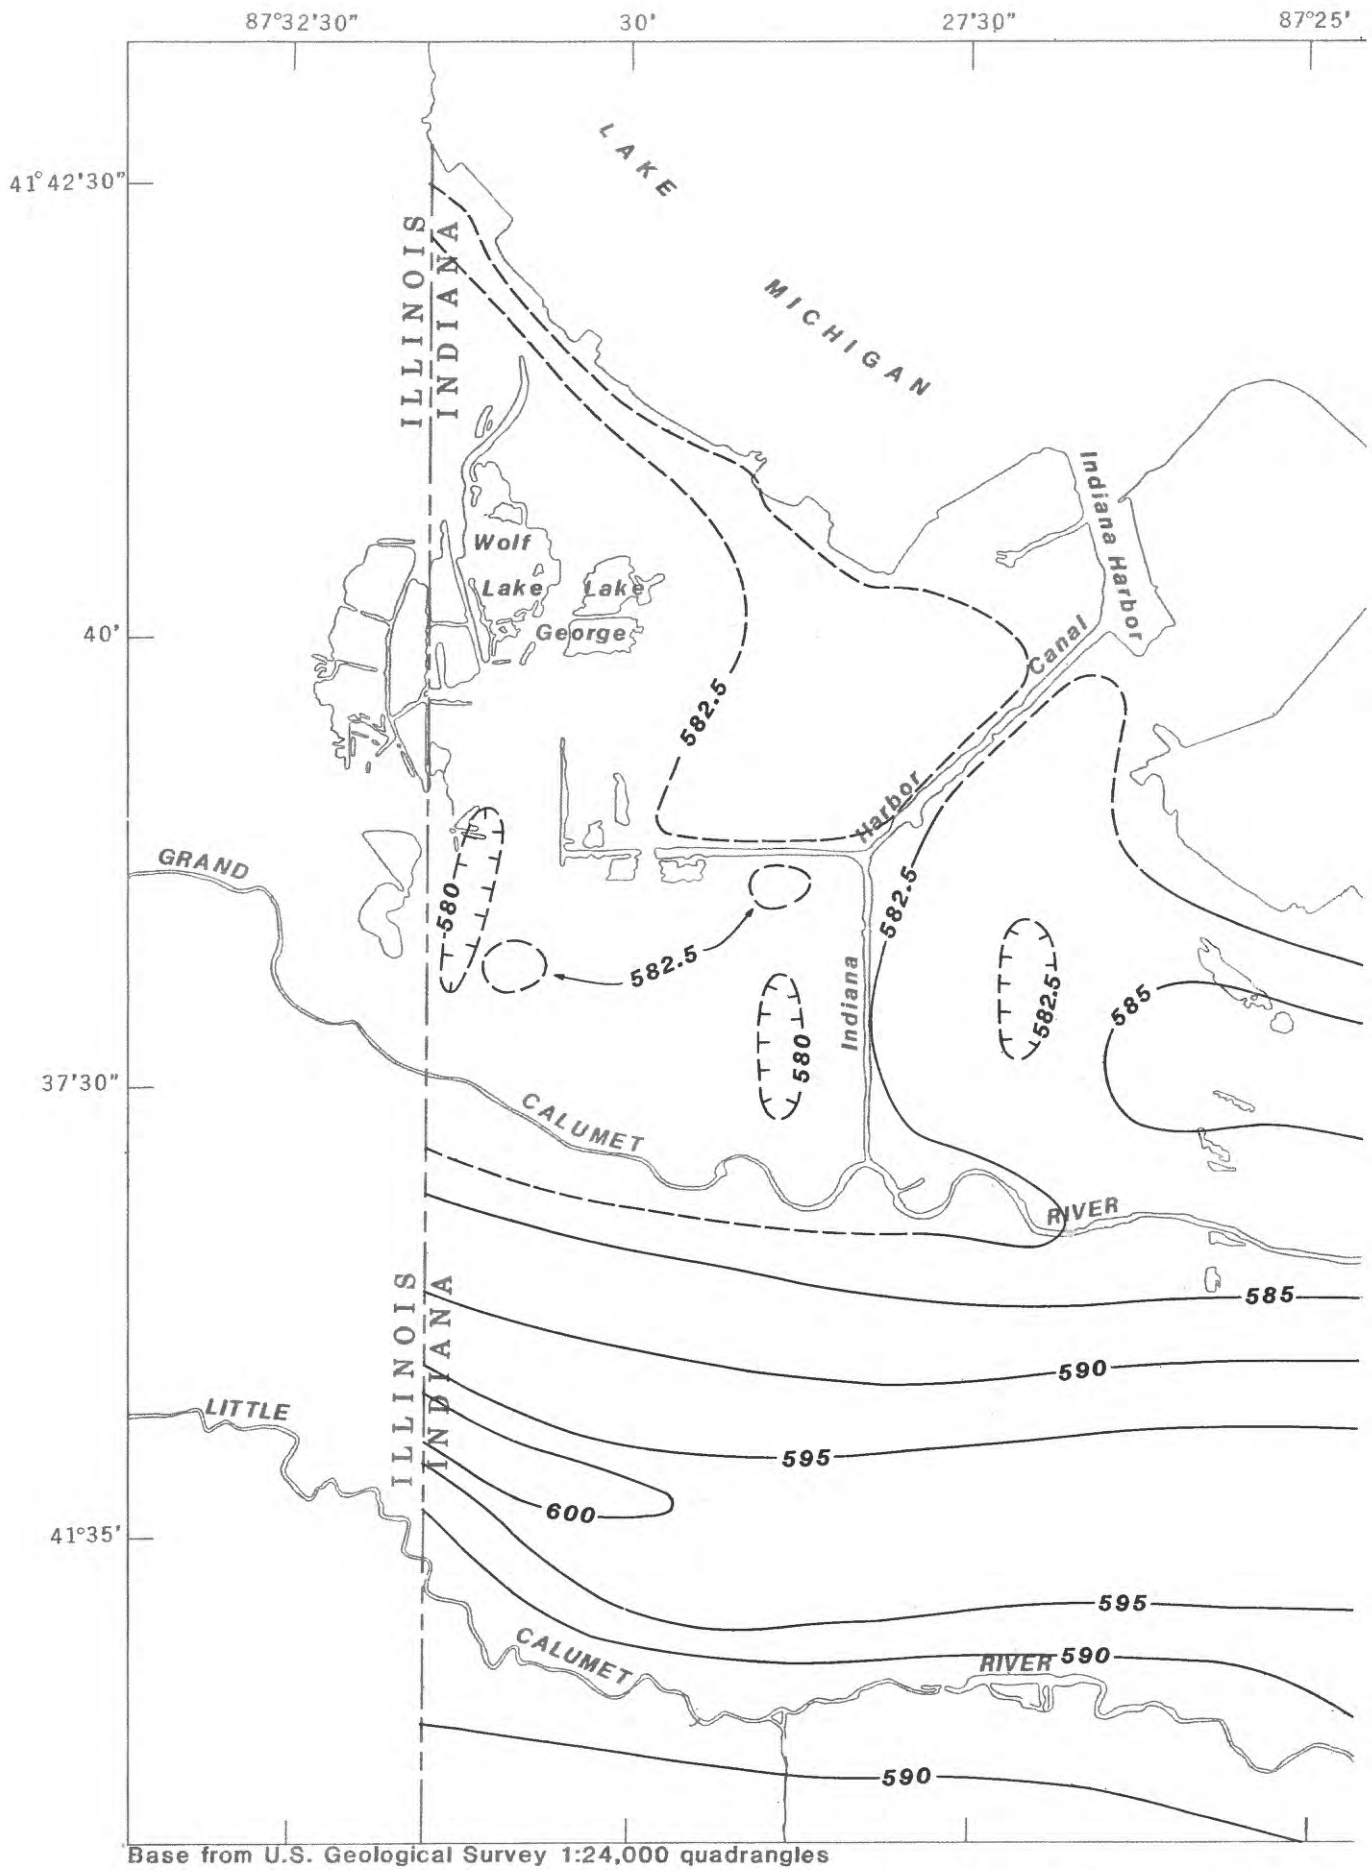 87°32'30" 30' 27'30" 87°25'
LAKE
41°42'30"
ILLINOIS
INDIANA
MICHIGAN
Indiana Harbor
Wolf
Lake Lake
George
40'
Canal
582.5
Harbor
GRAND
580
582.5
582.5
582.5
Indiana
580
585
37'30"
CALUMET
RIVER
ILLINOIS
INDIANA
585
590
LITTLE
595
600
41°35'
595
CALUMET
RIVER
590
590
Base from U.S. Geological Survey 1:24,000 quadrangles